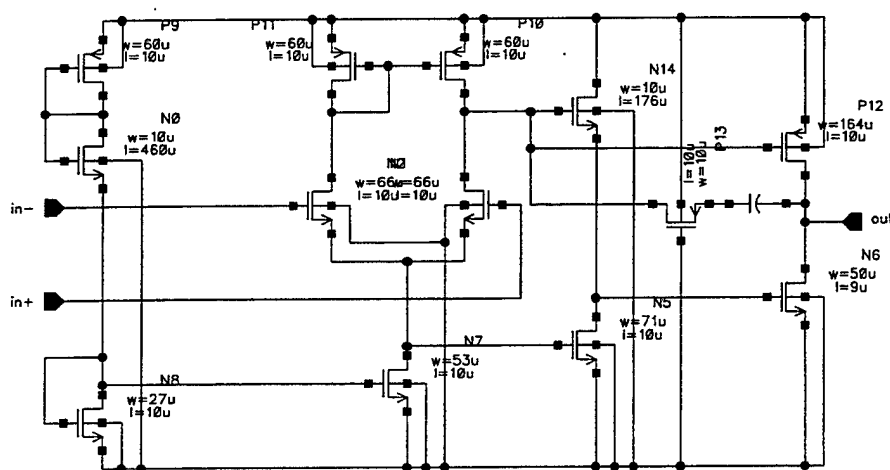 P9
w=60u
l=10u
P11
w=60u
l=10u
P10
w=60u
l=10u
N14
w=10u
l=176u
P12
w=164u
l=10u
P13
l=10u
w=10u
N0
w=10u
l=460u
w=66u
w=66u
l=10u
l=10u
in-
out
in+
N6
w=50u
l=9u
N5
w=71u
l=10u
N7
w=53u
l=10u
N8
w=27u
l=10u